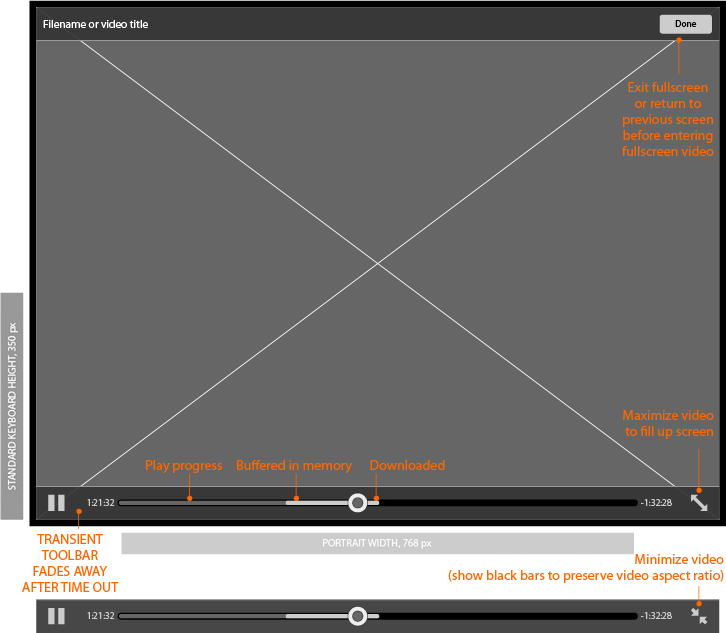 Filename or video title
Done
Exit fullscreen
or return to
previous screen
before entering
fullscreen video
STANDARD KEYBOARD HEIGHT, 350 px
Maximize video
to fill up screen
Play progress
Buffered in memory
Downloaded
1:21:32
-1:32:28
TRANSIENT
TOOLBAR
FADES AWAY
AFTER TIME OUT
PORTRAIT WIDTH, 768 px
Minimize video
(show black bars to preserve video aspect ratio)
1:21:32
-1:32:28